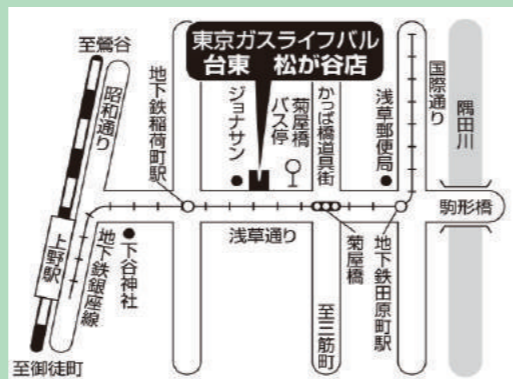 東京ガスライフバル
台東 松が谷店
至鶯谷
昭和通り
地下鉄稲荷町駅
ジョナサン
菊屋橋
バス停
かっぱ橋道具街
浅草郵便局
国際通り
隅田川
駒形橋
浅草通り
菊屋橋
地下鉄田原町駅
至三筋町
下谷神社
地下鉄銀座線
上野駅
至御徒町